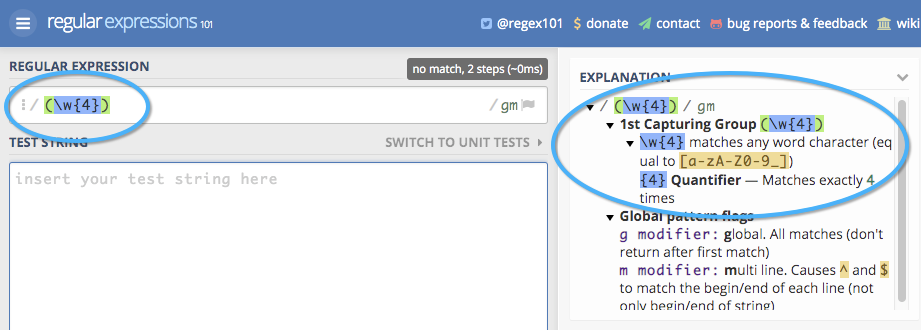 regular expressions 101
@regex101 $ donate contact bug reports & feedback wiki
REGULAR EXPRESSION
no match, 2 steps (~0ms)
/ (\w{4}) / gm
TEST STRING
SWITCH TO UNIT TESTS
insert your test string here
EXPLANATION
/ (\w{4}) / gm
1st Capturing Group (\w{4})
\w{4} matches any word character (eq
ual to [a-zA-Z0-9_])
{4} Quantifier — Matches exactly 4
times
Global pattern flags
g modifier: global. All matches (don't
return after first match)
m modifier: multi line. Causes ^ and $
to match the begin/end of each line (not
only begin/end of string)